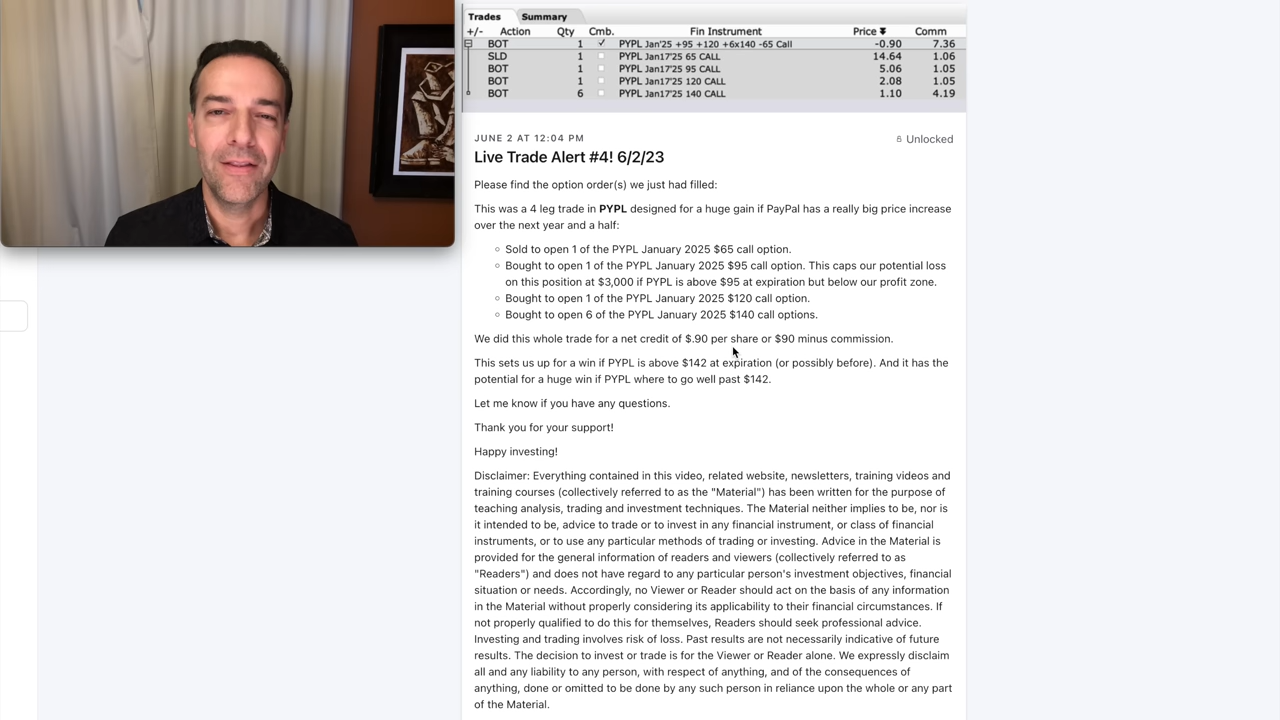 Trades Summary
+/- Action Qty Cmb. Fin Instrument Price Comm
BOT 1 ✓ PYPL Jan'25 +95 +120 +6x140 -65 Call -0.90 7.36
SLD 1 PYPL Jan17'25 65 CALL 14.64 1.06
BOT 1 PYPL Jan17'25 95 CALL 5.06 1.05
BOT 1 PYPL Jan17'25 120 CALL 2.08 1.05
BOT 6 PYPL Jan17'25 140 CALL 1.10 4.19
JUNE 2 AT 12:04 PM Unlocked
Live Trade Alert #4! 6/2/23
Please find the option order(s) we just had filled:
This was a 4 leg trade in PYPL designed for a huge gain if PayPal has a really big price increase
over the next year and a half:
Sold to open 1 of the PYPL January 2025 $65 call option.
Bought to open 1 of the PYPL January 2025 $95 call option. This caps our potential loss
on this position at $3,000 if PYPL is above $95 at expiration but below our profit zone.
Bought to open 1 of the PYPL January 2025 $120 call option.
Bought to open 6 of the PYPL January 2025 $140 call options.
We did this whole trade for a net credit of $.90 per share or $90 minus commission.
This sets us up for a win if PYPL is above $142 at expiration (or possibly before). And it has the
potential for a huge win if PYPL where to go well past $142.
Let me know if you have any questions.
Thank you for your support!
Happy investing!
Disclaimer: Everything contained in this video, related website, newsletters, training videos and
training courses (collectively referred to as the "Material") has been written for the purpose of
teaching analysis, trading and investment techniques. The Material neither implies to be, nor is
it intended to be, advice to trade or to invest in any financial instrument, or class of financial
instruments, or to use any particular methods of trading or investing. Advice in the Material is
provided for the general information of readers and viewers (collectively referred to as
"Readers") and does not have regard to any particular person's investment objectives, financial
situation or needs. Accordingly, no Viewer or Reader should act on the basis of any information
in the Material without properly considering its applicability to their financial circumstances. If
not properly qualified to do this for themselves, Readers should seek professional advice.
Investing and trading involves risk of loss. Past results are not necessarily indicative of future
results. The decision to invest or trade is for the Viewer or Reader alone. We expressly disclaim
all and any liability to any person, with respect of anything, and of the consequences of
anything, done or omitted to be done by any such person in reliance upon the whole or any part
of the Material.